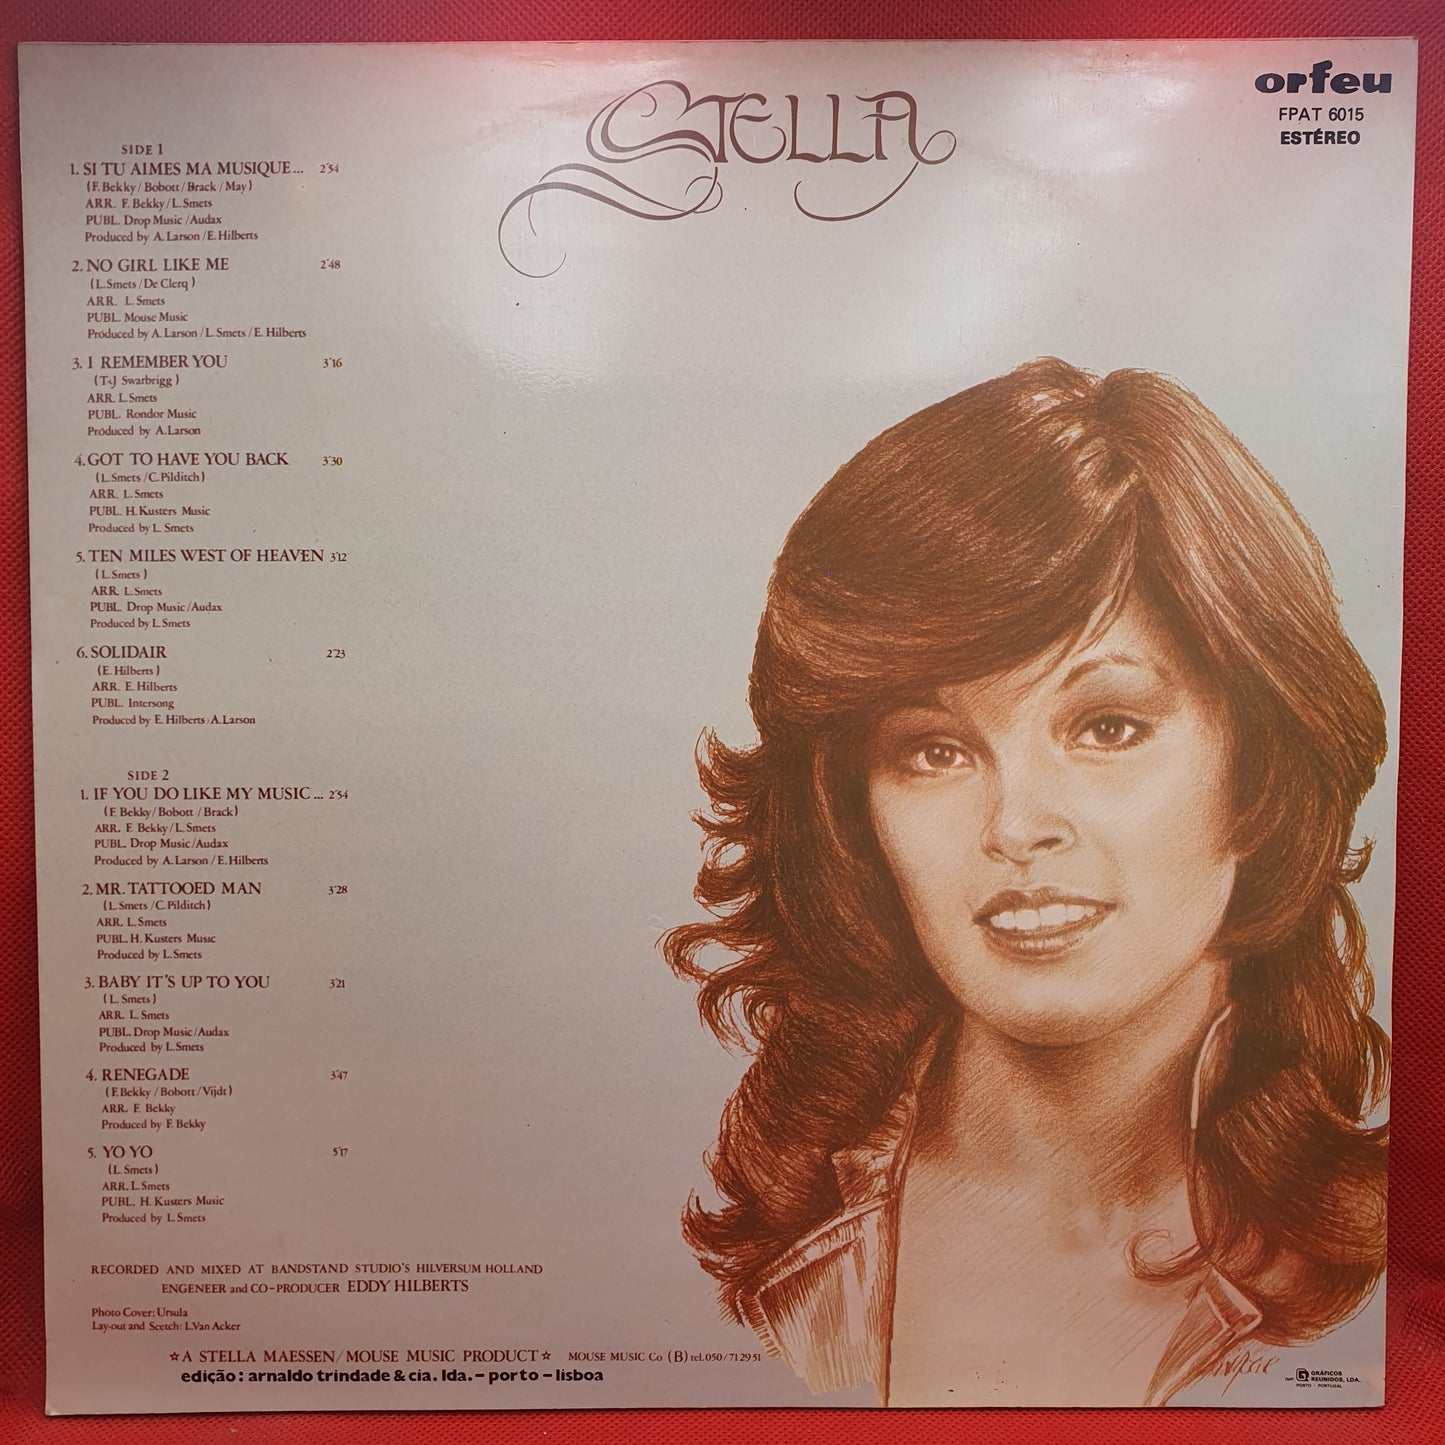 STELLA
orfeu
FPAT 6015
ESTÉREO
SIDE 1
1. SI TU AIMES MA MUSIQUE... 2'54
(F. Bekky/Bobott/Brack/May)
ARR. F. Bekky/L. Smets
PUBL. Drop Music/Audax
Produced by A. Larson/E. Hilberts
2. NO GIRL LIKE ME 2'48
(L. Smets/De Clerq)
ARR. L. Smets
PUBL. Mouse Music
Produced by A. Larson/L. Smets/E. Hilberts
3. I REMEMBER YOU 3'16
(T&J Swarbrigg)
ARR. L. Smets
PUBL. Rondor Music
Produced by A. Larson
4. GOT TO HAVE YOU BACK 3'30
(L. Smets/C. Pilditch)
ARR. L. Smets
PUBL. H. Kusters Music
Produced by L. Smets
5. TEN MILES WEST OF HEAVEN 3'12
(L. Smets)
ARR. L. Smets
PUBL. Drop Music/Audax
Produced by L. Smets
6. SOLIDAIR 2'23
(E. Hilberts)
ARR. E. Hilberts
PUBL. Intersong
Produced by E. Hilberts/A. Larson
SIDE 2
1. IF YOU DO LIKE MY MUSIC... 2'54
(F. Bekky/Bobott/Brack)
ARR. F. Bekky/L. Smets
PUBL. Drop Music/Audax
Produced by A. Larson/E. Hilberts
2. MR. TATTOOED MAN 3'28
(L. Smets/C. Pilditch)
ARR. L. Smets
PUBL. H. Kusters Music
Produced by L. Smets
3. BABY IT'S UP TO YOU 3'21
(L. Smets)
ARR. L. Smets
PUBL. Drop Music/Audax
Produced by L. Smets
4. RENEGADE 3'47
(F. Bekky/Bobott/Vijdt)
ARR. F. Bekky
Produced by F. Bekky
5. YO YO 5'17
(L. Smets)
ARR. L. Smets
PUBL. H. Kusters Music
Produced by L. Smets
RECORDED AND MIXED AT BANDSTAND STUDIO'S HILVERSUM HOLLAND
ENGENEER and CO-PRODUCER EDDY HILBERTS
Photo Cover: Ursula
Lay-out and Scetch: L. Van Acker
☆A STELLA MAESSEN/MOUSE MUSIC PRODUCT☆ MOUSE MUSIC Co (B) tel. 050/71 29 51
edição: arnaldo trindade & cia. lda. - porto - lisboa
IMP. G GRÁFICOS REUNIDOS, LDA.
PORTO - PORTUGAL